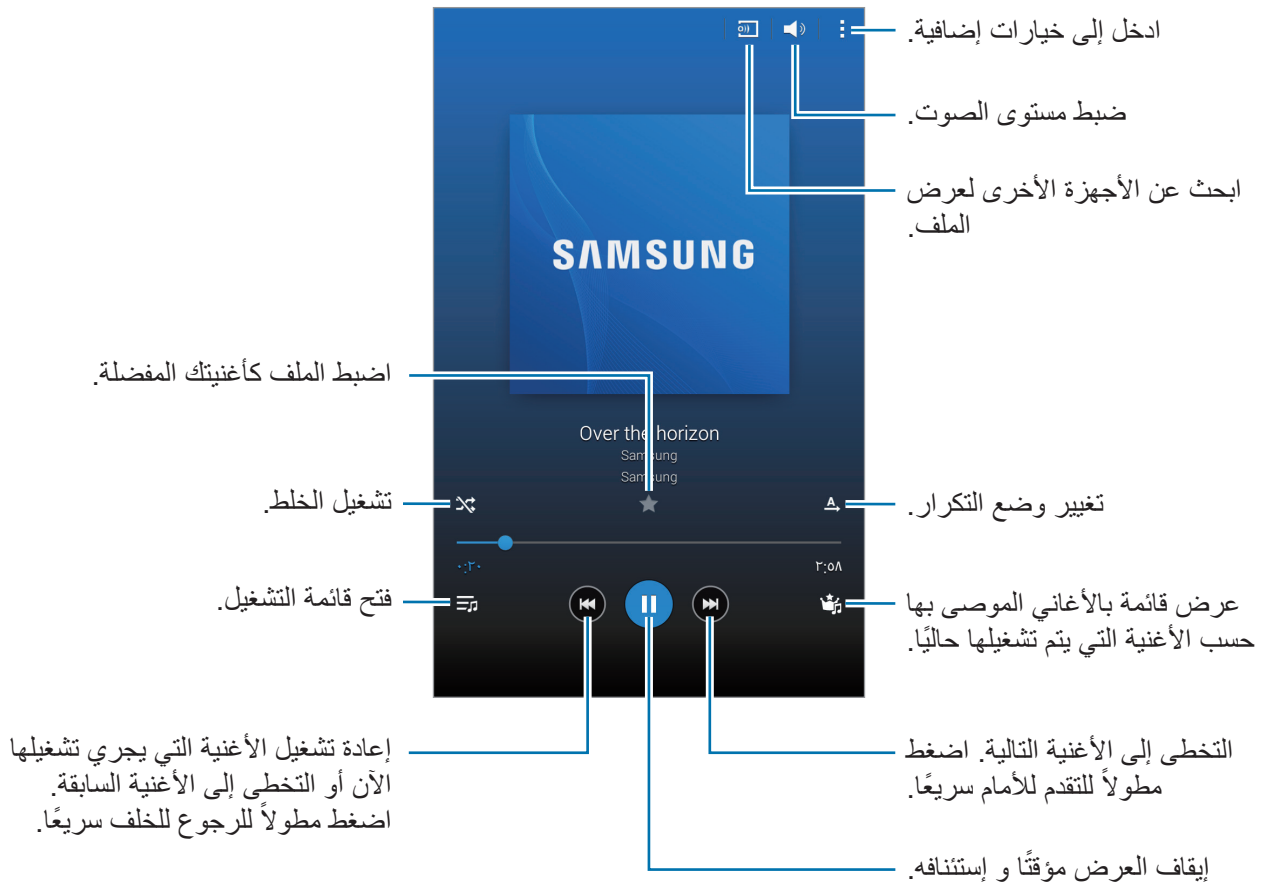 ادخل إلى خيارات إضافية.
ضبط مستوى الصوت.
ابحث عن الأجهزة الأخرى لعرض
الملف.
SAMSUNG
اضبط الملف كأغنيتك المفضلة.
Over the horizon
Samsung
Samsung
تغيير وضع التكرار.
A
تشغيل الخلط.
٢:٥٨
٠:٢٠
عرض قائمة بالأغاني الموصى بها
حسب الأغنية التي يتم تشغيلها حاليًا.
فتح قائمة التشغيل.
التخطى إلى الأغنية التالية. اضغط
مطولاً للتقدم للأمام سريعًا.
إعادة تشغيل الأغنية التي يجري تشغيلها
الآن أو التخطى إلى الأغنية السابقة.
اضغط مطولاً للرجوع للخلف سريعًا.
إيقاف العرض مؤقتًا و إستئنافه.